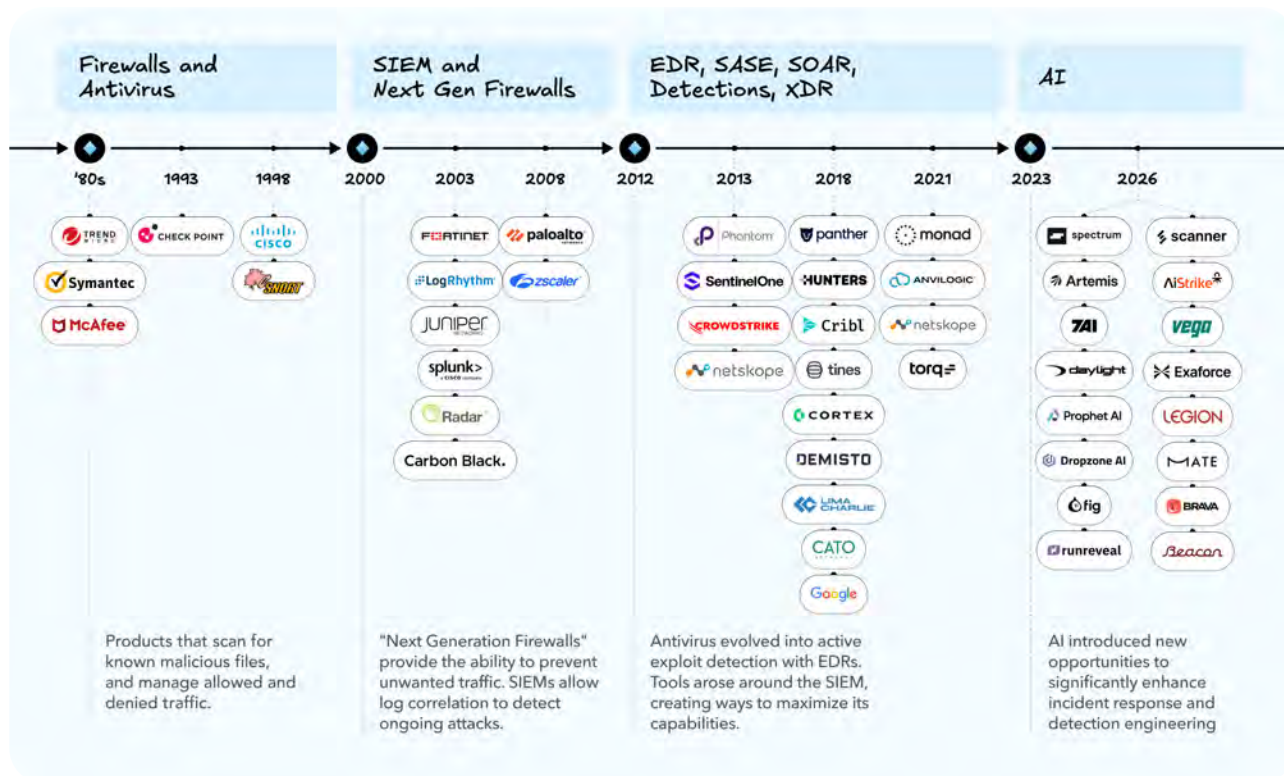 Firewalls and
Antivirus
SIEM and
Next Gen Firewalls
EDR, SASE, SOAR,
Detections, XDR
AI
'80s
1993
1998
2000
2003
2008
2012
2013
2018
2021
2023
2026
TREND
MICRO
Symantec
McAfee
CHECK POINT
CISCO
SNORT
FORTINET
LogRhythm
JUNIPER
NETWORKS
splunk>
a CISCO company
Radar
Carbon Black.
paloalto
NETWORKS
zscaler
Phantom
SentinelOne
CROWDSTRIKE
netskope
panther
HUNTERS
Cribl
tines
CORTEX
DEMISTO
LIMA
CHARLIE
CATO
NETWORKS
Google
monad
ANVILOGIC
netskope
torq
spectrum
Artemis
7AI
daylight
Prophet AI
Dropzone AI
fig
runreveal
scanner
AiStrike
vega
Exaforce
LEGION
MATE
BRAVA
Beacon
Products that scan for
known malicious files,
and manage allowed and
denied traffic.
"Next Generation Firewalls"
provide the ability to prevent
unwanted traffic. SIEMs allow
log correlation to detect
ongoing attacks.
Antivirus evolved into active
exploit detection with EDRs.
Tools arose around the SIEM,
creating ways to maximize its
capabilities.
AI introduced new
opportunities to
significantly enhance
incident response and
detection engineering